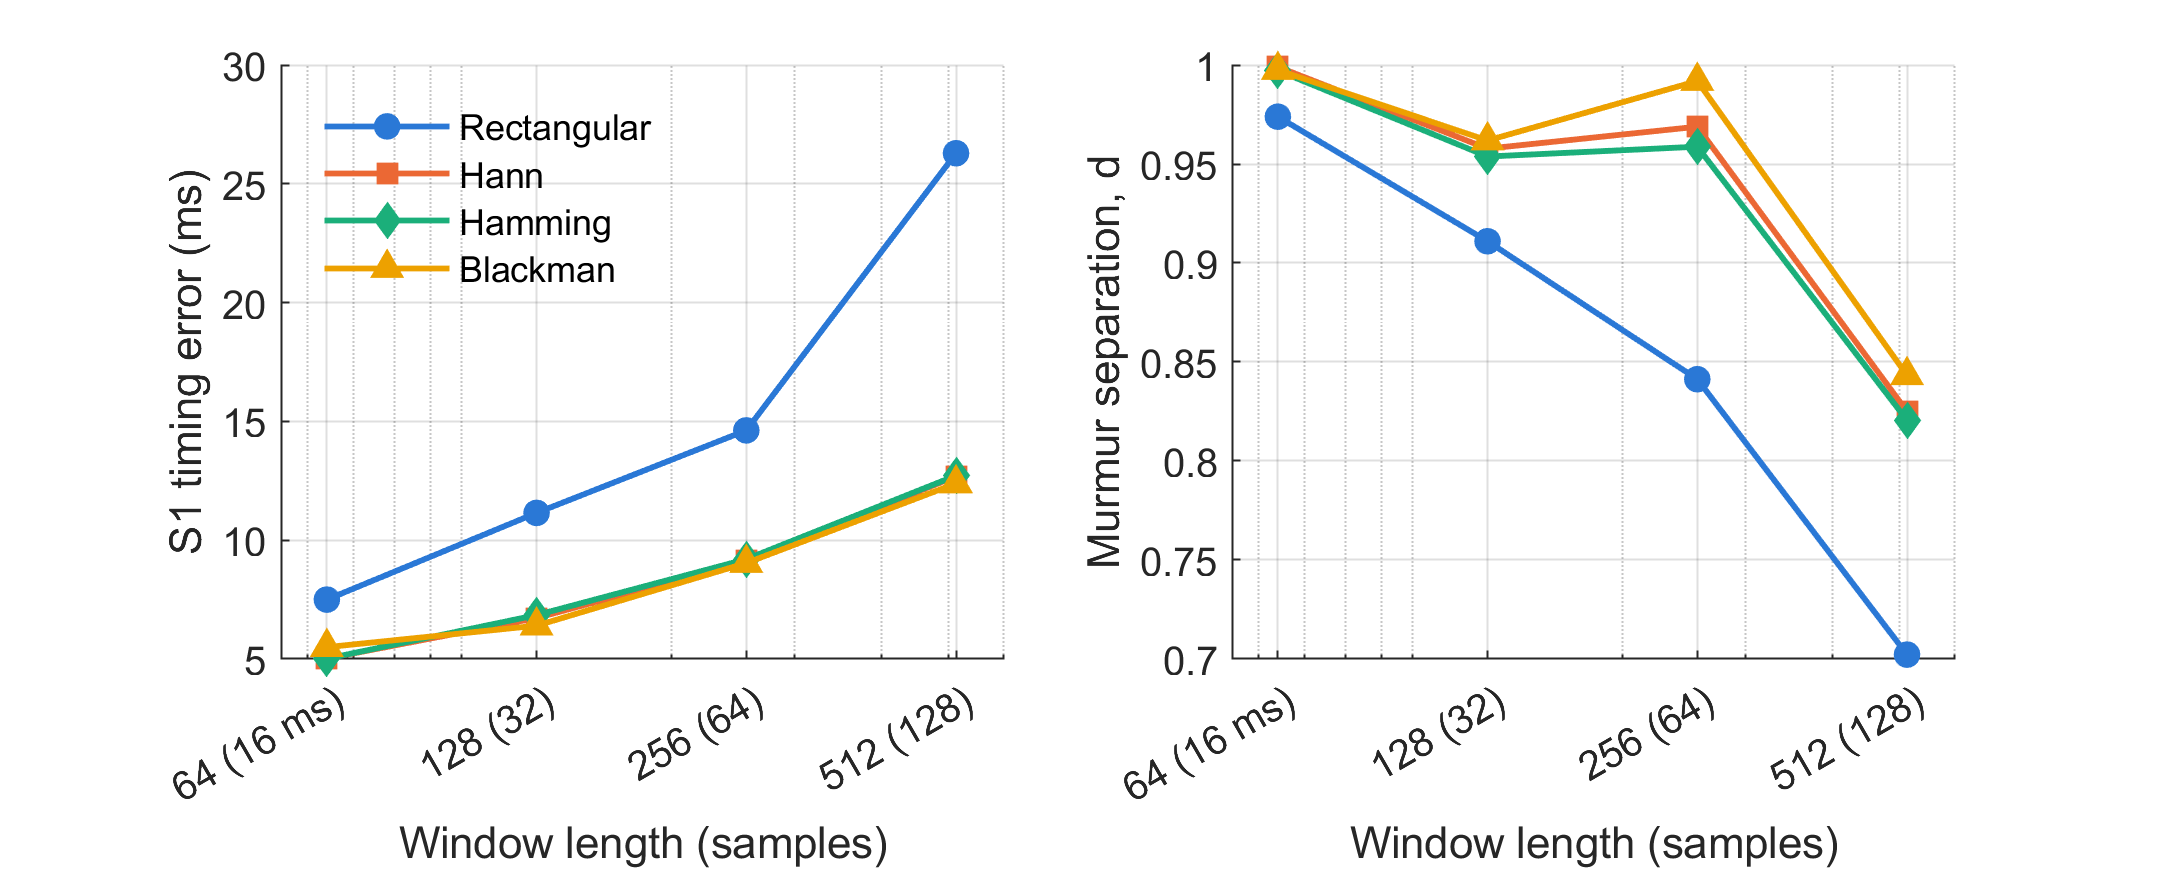 S1 timing error (ms)
30
25
20
15
10
5
Rectangular
Hann
Hamming
Blackman
64 (16 ms)
128 (32)
256 (64)
512 (128)
Window length (samples)
Murmur separation, d
1
0.95
0.9
0.85
0.8
0.75
0.7
64 (16 ms)
128 (32)
256 (64)
512 (128)
Window length (samples)